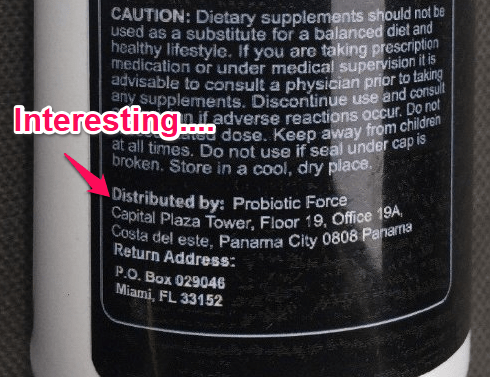 CAUTION: Dietary supplements should not be
used as a substitute for a balanced diet and
healthy lifestyle. If you are taking prescription
medication or under medical supervision it is
advisable to consult a physician prior to taking
any supplements. Discontinue use and consult
if adverse reactions occur. Do not
Interesting....
dose. Keep away from children
at all times. Do not use if seal under cap is
broken. Store in a cool, dry place.
Distributed by: Probiotic Force
Capital Plaza Tower, Floor 19, Office 19A,
Costa del este, Panama City 0808 Panama
Return Address:
P.O. Box 029046
Miami, FL 33152